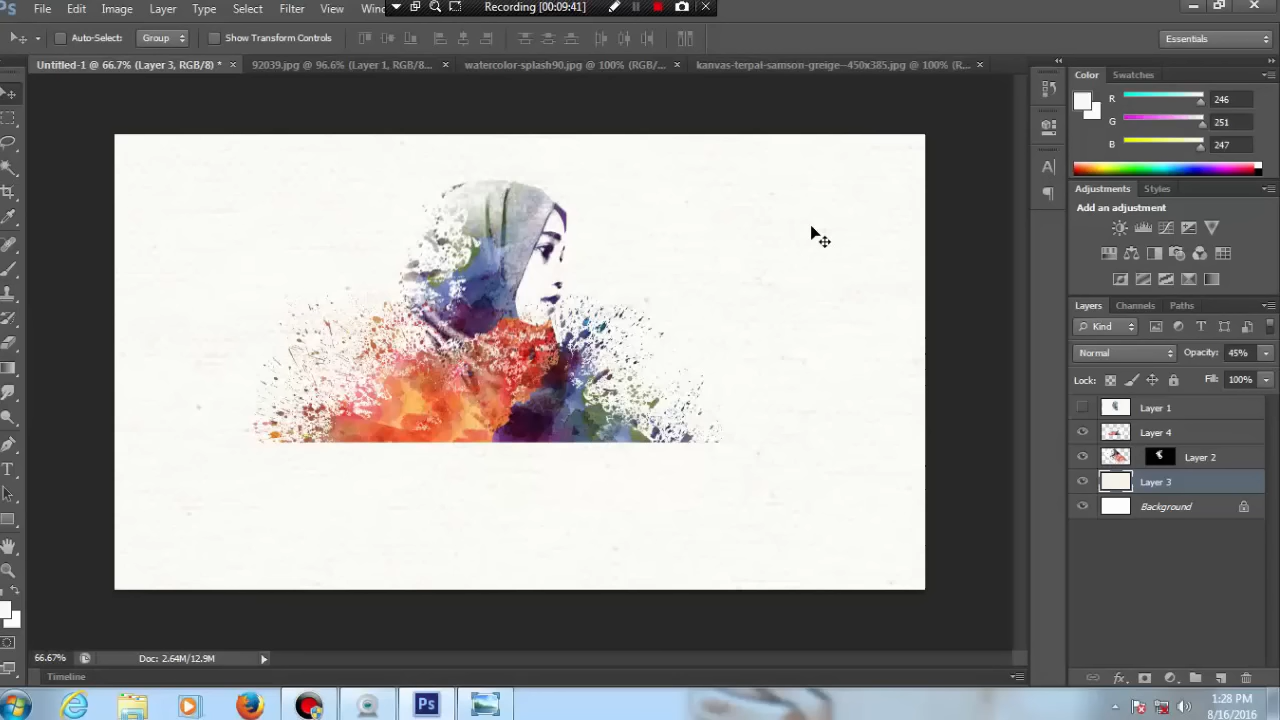 File Edit Image Layer Type Select Filter View Wind
Recording [00:09:41]
Auto-Select: Group Show Transform Controls Essentials
Untitled-1 @ 66.7% (Layer 3, RGB/8) * × 92039.jpg @ 96.6% (Layer 1, RGB/8... × watercolor-splash90.jpg @ 100% (RGB/... × kanvas-terpal-samson-greige--450x385.jpg @ 100% (R... ×
Color Swatches
R 246
G 251
B 247
Adjustments Styles
Add an adjustment
Layers Channels Paths
Kind
Normal Opacity: 45%
Lock: Fill: 100%
Layer 1
Layer 4
Layer 2
Layer 3
Background
66.67% Doc: 2.64M/12.9M
Timeline
Ps
1:28 PM
8/16/2016